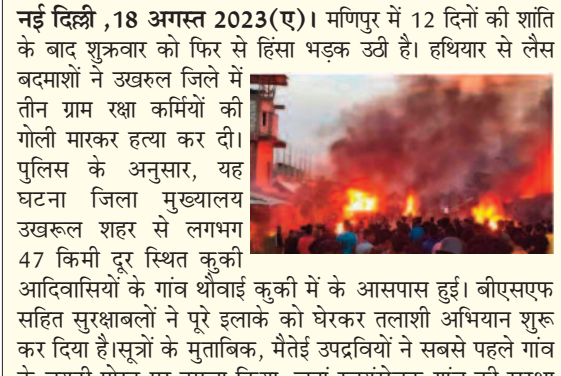 नई दिल्ली ,18 अगस्त 2023(ए)। मणिपुर में 12 दिनों की शांति
के बाद शुक्रवार को फिर से हिंसा भड़क उठी है। हथियार से लैस
बदमाशों ने उखरुल जिले में
तीन ग्राम रक्षा कर्मियों की
गोली मारकर हत्या कर दी।
पुलिस के अनुसार, यह
घटना जिला मुख्यालय
उखरूल शहर से लगभग
47 किमी दूर स्थित कुकी
आदिवासियों के गांव थौवाई कुकी में के आसपास हुई। बीएसएफ
सहित सुरक्षाबलों ने पूरे इलाके को घेरकर तलाशी अभियान शुरू
कर दिया है।सूत्रों के मुताबिक, मैतेई उपद्रवियों ने सबसे पहले गांव